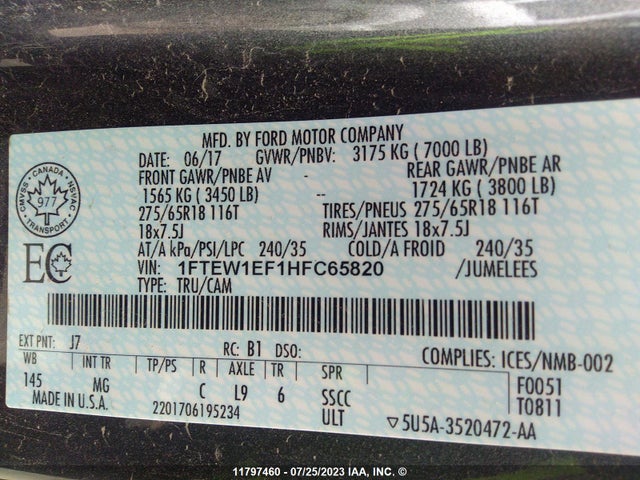 MFD. BY FORD MOTOR COMPANY
DATE: 06/17 GVWR/PNBV: 3175 KG ( 7000 LB)
FRONT GAWR/PNBE AV -- REAR GAWR/PNBE AR
1565 KG ( 3450 LB) 1724 KG ( 3800 LB)
275/65R18 116T TIRES/PNEUS 275/65R18 116T
18x7.5J RIMS/JANTES 18x7.5J
AT/A kPa/PSI/LPC 240/35 COLD/A FROID 240/35
VIN: 1FTEW1EF1HFC65820 /JUMELEES
TYPE: TRU/CAM
CANADA
CMVSS NSVAC
977
TRANSPORT
EC
EXT PNT: J7 RC: B1 DSO: COMPLIES: ICES/NMB-002
WB INT TR TP/PS R AXLE TR SPR F0051
145 MG C L9 6 SSCC T0811
MADE IN U.S.A. 2201706195234 ULT ▽5U5A-3520472-AA
11797460 - 07/25/2023 IAA, INC. ©